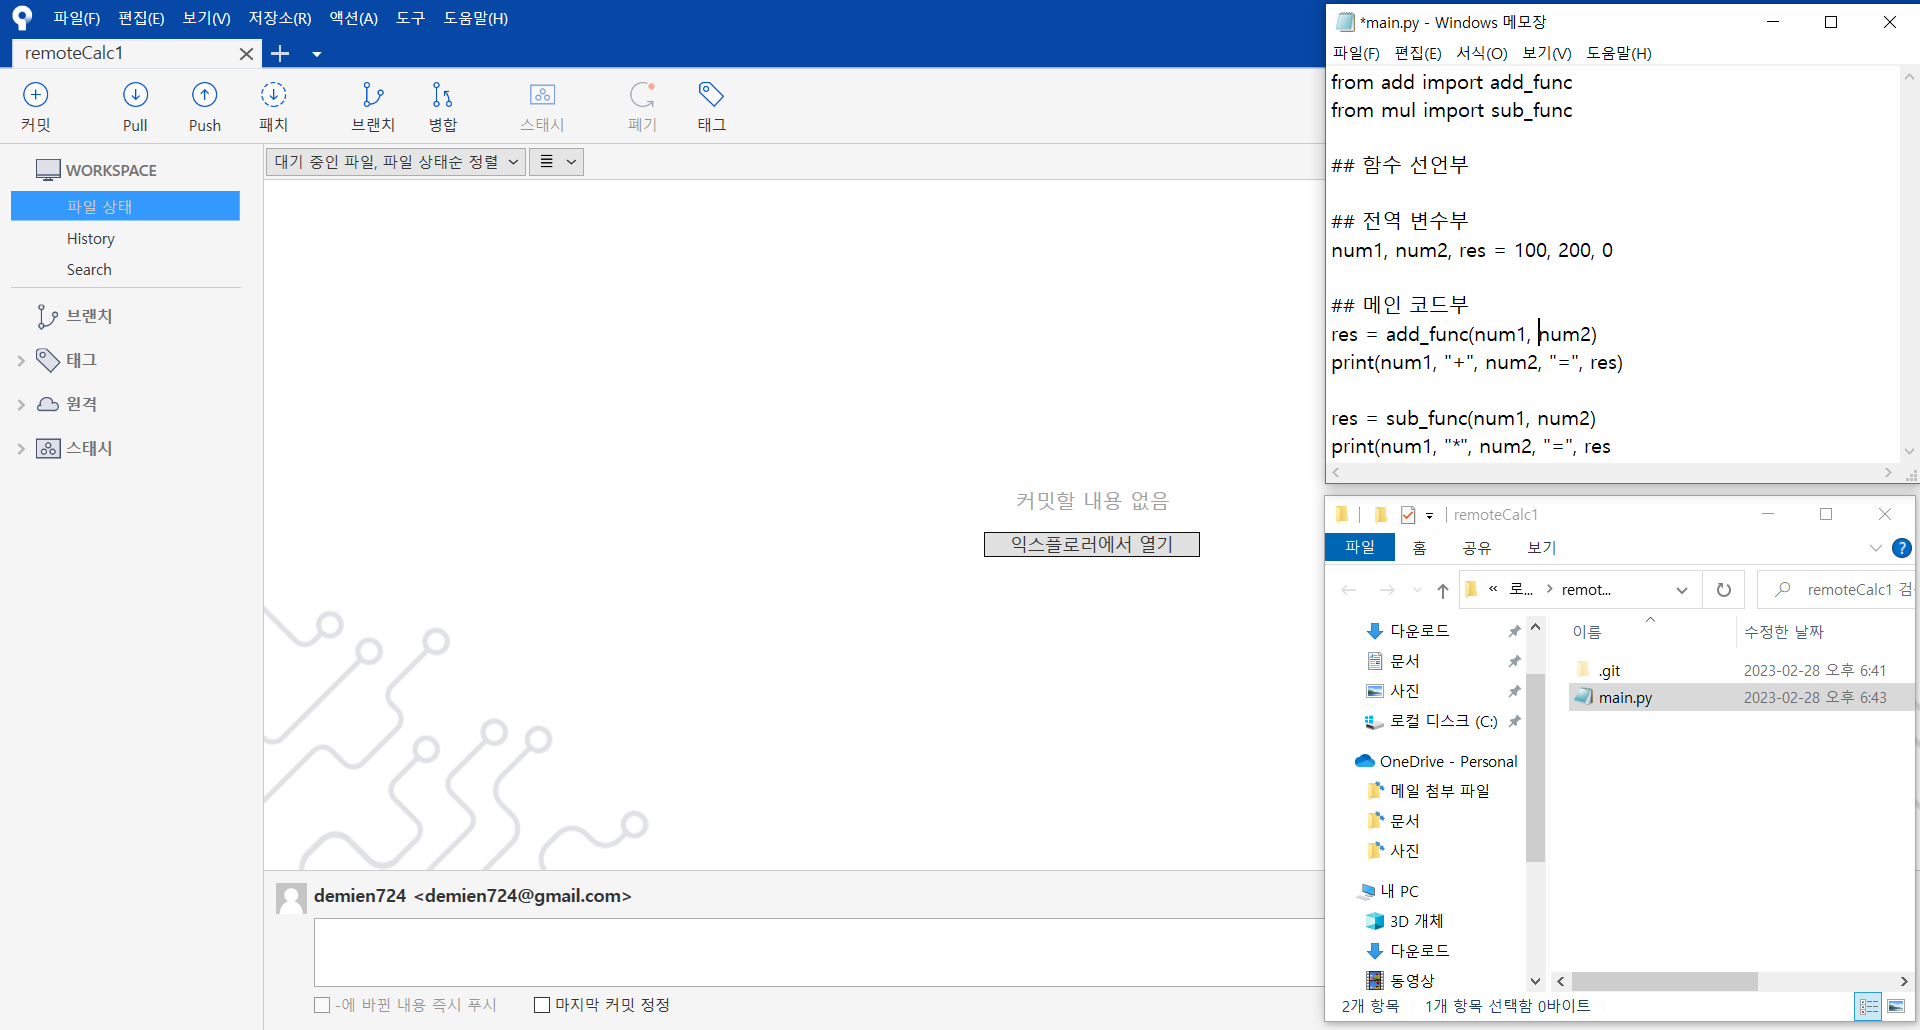 파일(F) 편집(E) 보기(V) 저장소(R) 액션(A) 도구 도움말(H)
remoteCalc1
커밋 Pull Push 패치 브랜치 병합 스태시 폐기 태그
WORKSPACE
파일 상태
History
Search
브랜치
태그
원격
스태시
대기 중인 파일, 파일 상태순 정렬
커밋할 내용 없음
익스플로러에서 열기
demien724 <demien724@gmail.com>
-에 바뀐 내용 즉시 푸시 마지막 커밋 정정
*main.py - Windows 메모장
파일(F) 편집(E) 서식(O) 보기(V) 도움말(H)
from add import add_func
from mul import sub_func
## 함수 선언부
## 전역 변수부
num1, num2, res = 100, 200, 0
## 메인 코드부
res = add_func(num1, num2)
print(num1, "+", num2, "=", res)
res = sub_func(num1, num2)
print(num1, "*", num2, "=", res
remoteCalc1
파일 홈 공유 보기
« 로... remot... remoteCalc1 검
다운로드
문서
사진
로컬 디스크 (C:)
OneDrive - Personal
메일 첨부 파일
문서
사진
내 PC
3D 개체
다운로드
동영상
이름 수정한 날짜
.git 2023-02-28 오후 6:41
main.py 2023-02-28 오후 6:43
2개 항목 1개 항목 선택함 0바이트